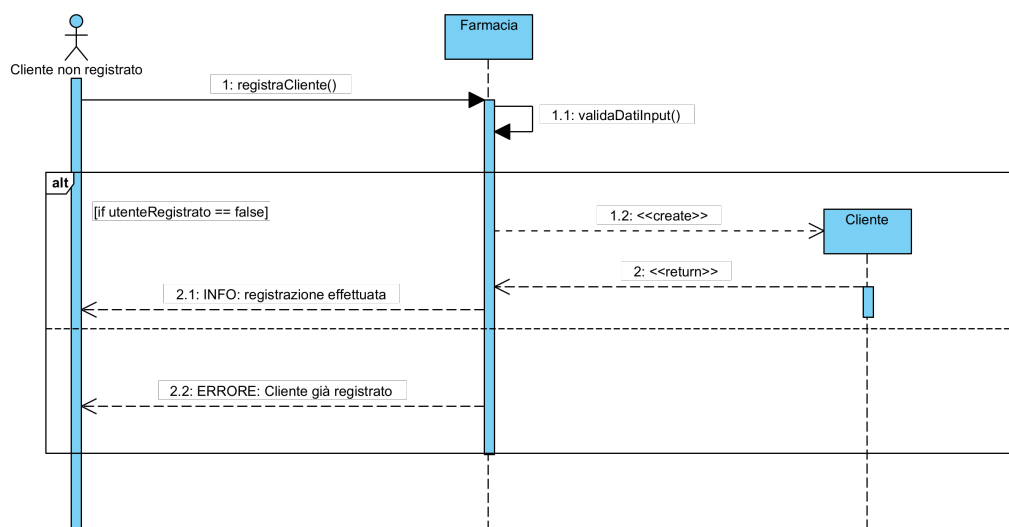 Farmacia
Cliente non registrato
1: registraCliente()
1.1: validaDatiInput()
alt
[if utenteRegistrato == false]
1.2: <<create>>
Cliente
2: <<return>>
2.1: INFO: registrazione effettuata
2.2: ERRORE: Cliente già registrato